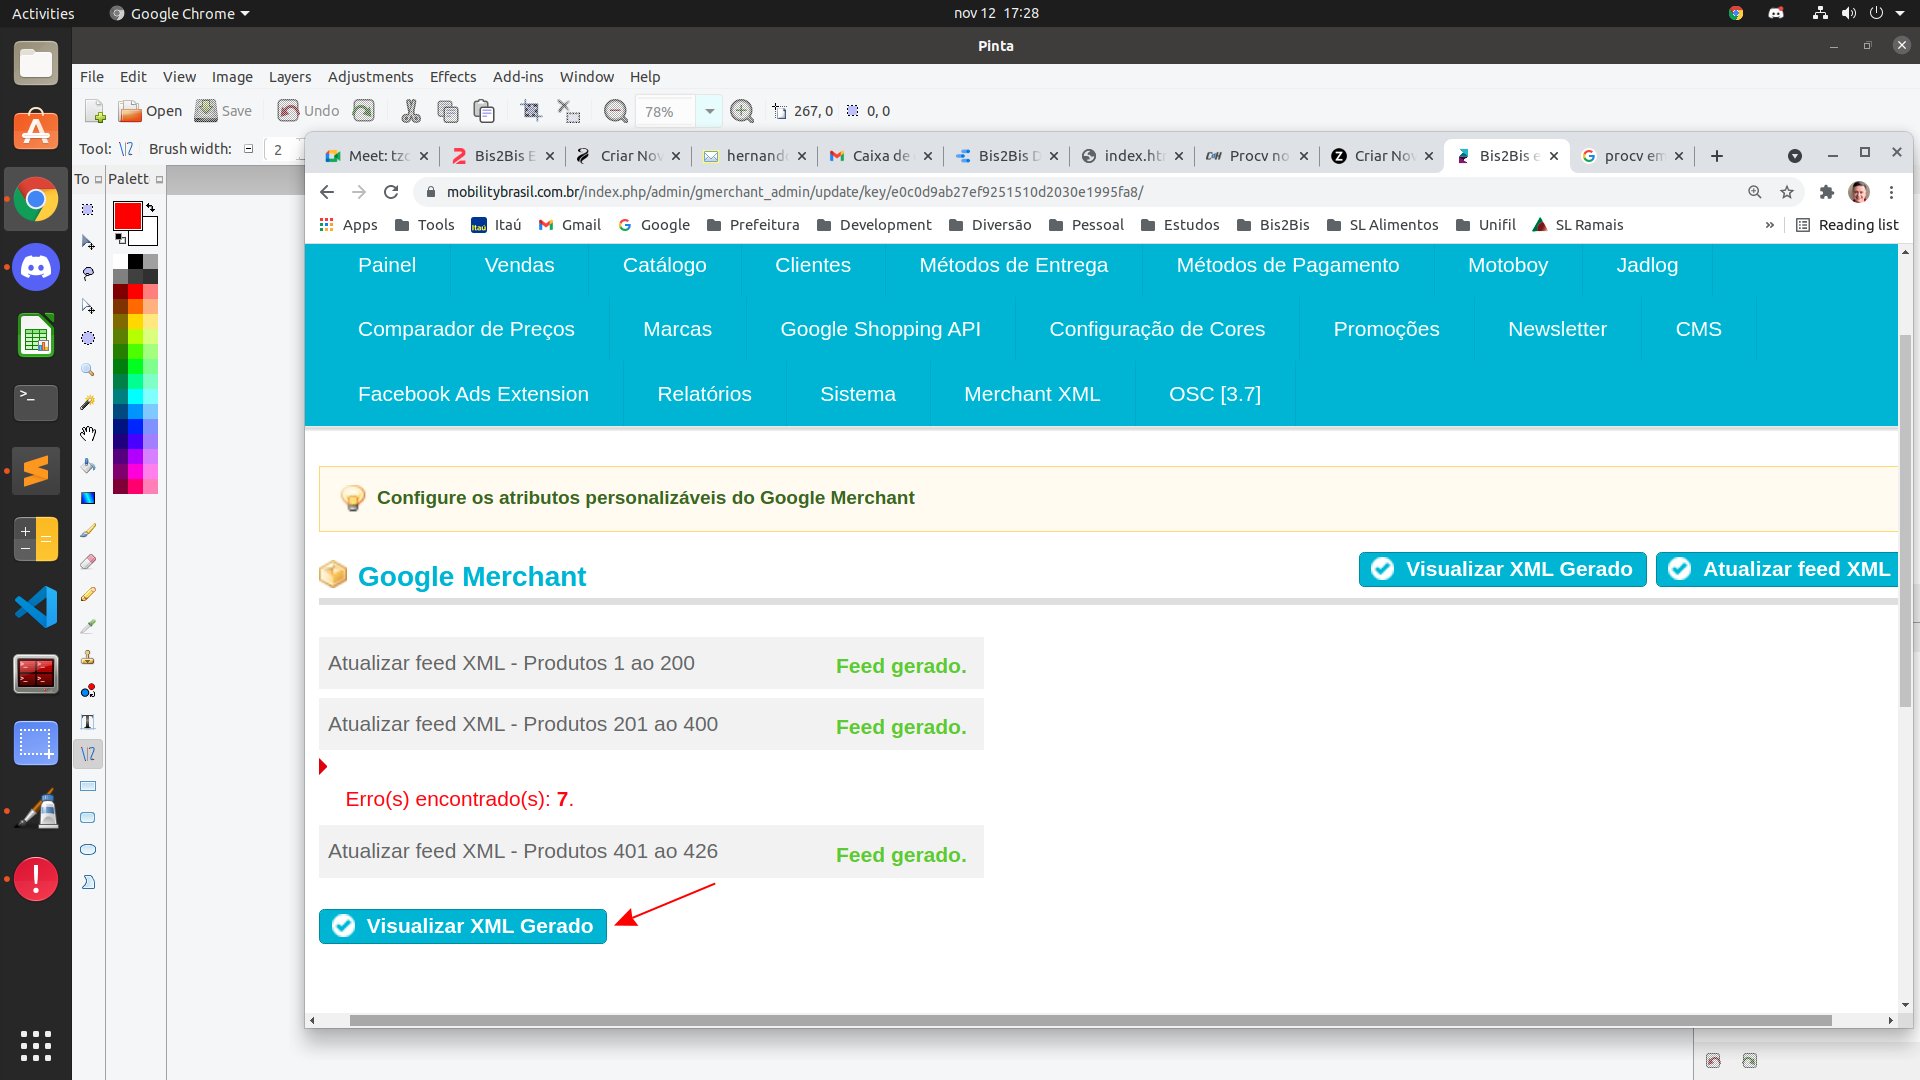 Activities
Google Chrome
nov 12 17:28
Pinta
File Edit View Image Layers Adjustments Effects Add-ins Window Help
Open Save Undo 78% 267, 0 0, 0
Tool: Brush width: 2
To Palett
Meet: tzc Bis2Bis E Criar Nov hernand Caixa de Bis2Bis D index.ht Procv no Criar Nov Bis2Bis e procv em
mobilitybrasil.com.br/index.php/admin/gmerchant_admin/update/key/e0c0d9ab27ef9251510d2030e1995fa8/
Apps Tools Itaú Gmail Google Prefeitura Development Diversão Pessoal Estudos Bis2Bis SL Alimentos Unifil SL Ramais » Reading list
Painel Vendas Catálogo Clientes Métodos de Entrega Métodos de Pagamento Motoboy Jadlog
Comparador de Preços Marcas Google Shopping API Configuração de Cores Promoções Newsletter CMS
Facebook Ads Extension Relatórios Sistema Merchant XML OSC [3.7]
Configure os atributos personalizáveis do Google Merchant
Google Merchant
Visualizar XML Gerado Atualizar feed XML
Atualizar feed XML - Produtos 1 ao 200 Feed gerado.
Atualizar feed XML - Produtos 201 ao 400 Feed gerado.
Erro(s) encontrado(s): 7.
Atualizar feed XML - Produtos 401 ao 426 Feed gerado.
Visualizar XML Gerado